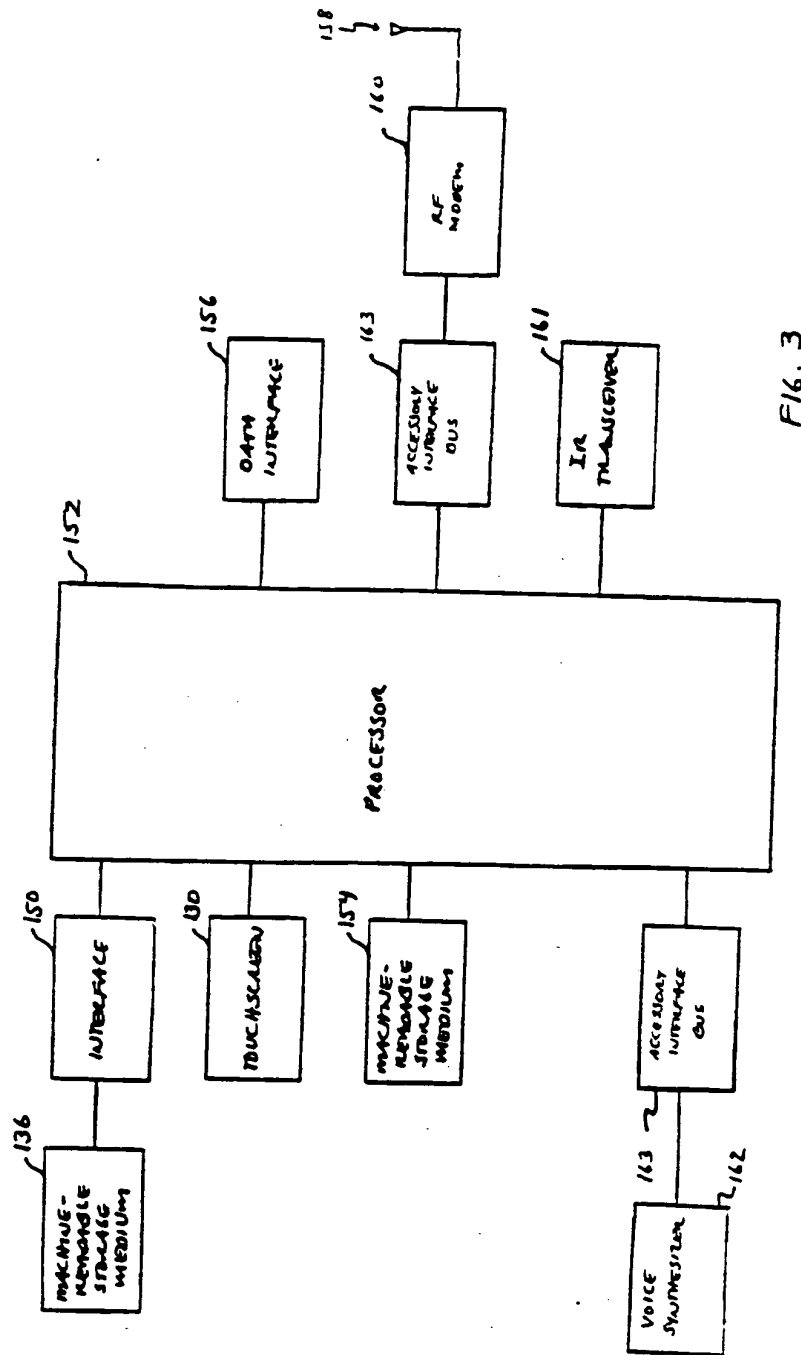 136
MACHINE-
READABLE
STORAGE
MEDIUM
150
INTERFACE
130
TOUCHSCREEN
154
MACHINE-
READABLE
STORAGE
MEDIUM
163
ACCESSORY
INTERFACE
BUS
162
VOICE
SYNTHESIZER
152
PROCESSOR
156
DATA
INTERFACE
163
ACCESSORY
INTERFACE
BUS
160
RF
MODEM
158
161
IR
TRANSCEIVER
FIG. 3